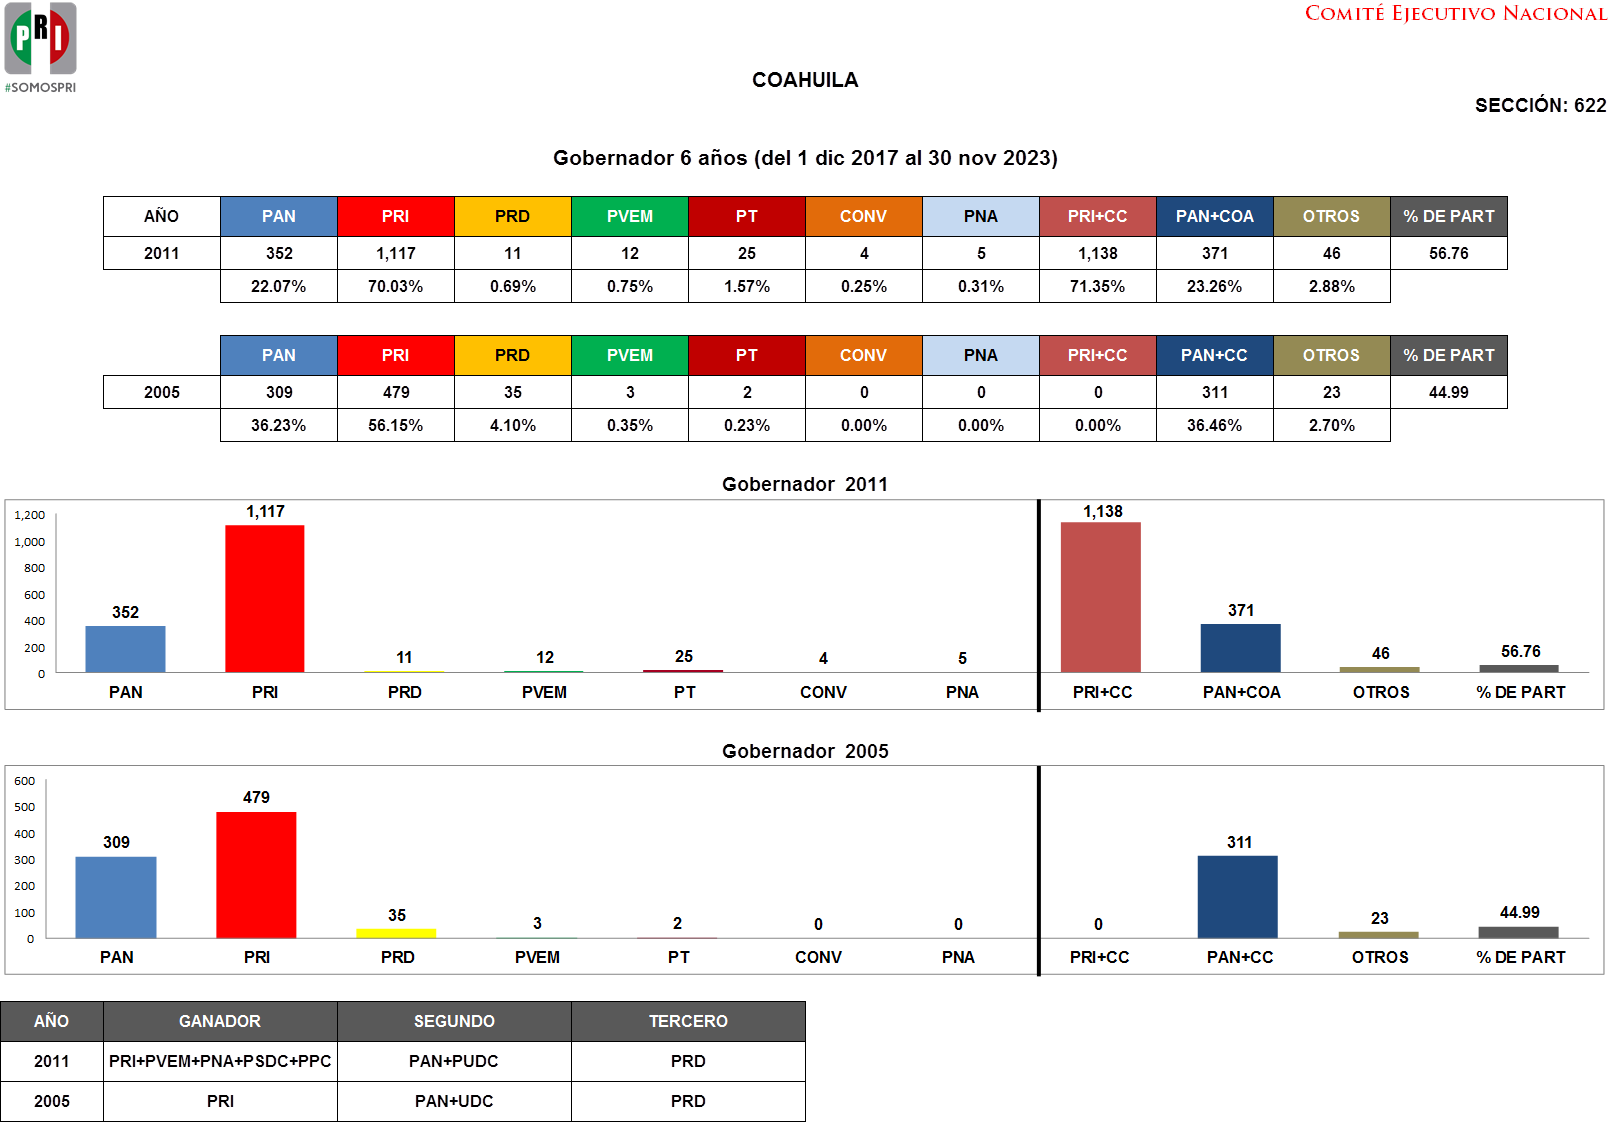 PRI
#SOMOSPRI
COMITÉ EJECUTIVO NACIONAL
COAHUILA
SECCIÓN: 622
Gobernador 6 años (del 1 dic 2017 al 30 nov 2023)
AÑO PAN PRI PRD PVEM PT CONV PNA PRI+CC PAN+COA OTROS % DE PART
2011 352 1,117 11 12 25 4 5 1,138 371 46 56.76
22.07% 70.03% 0.69% 0.75% 1.57% 0.25% 0.31% 71.35% 23.26% 2.88%
PAN PRI PRD PVEM PT CONV PNA PRI+CC PAN+CC OTROS % DE PART
2005 309 479 35 3 2 0 0 0 311 23 44.99
36.23% 56.15% 4.10% 0.35% 0.23% 0.00% 0.00% 0.00% 36.46% 2.70%
Gobernador 2011
1,200
1,000
800
600
400
200
0
352 1,117 11 12 25 4 5 1,138 371 46 56.76
PAN PRI PRD PVEM PT CONV PNA PRI+CC PAN+COA OTROS % DE PART
Gobernador 2005
600
500
400
300
200
100
0
309 479 35 3 2 0 0 0 311 23 44.99
PAN PRI PRD PVEM PT CONV PNA PRI+CC PAN+CC OTROS % DE PART
AÑO GANADOR SEGUNDO TERCERO
2011 PRI+PVEM+PNA+PSDC+PPC PAN+PUDC PRD
2005 PRI PAN+UDC PRD